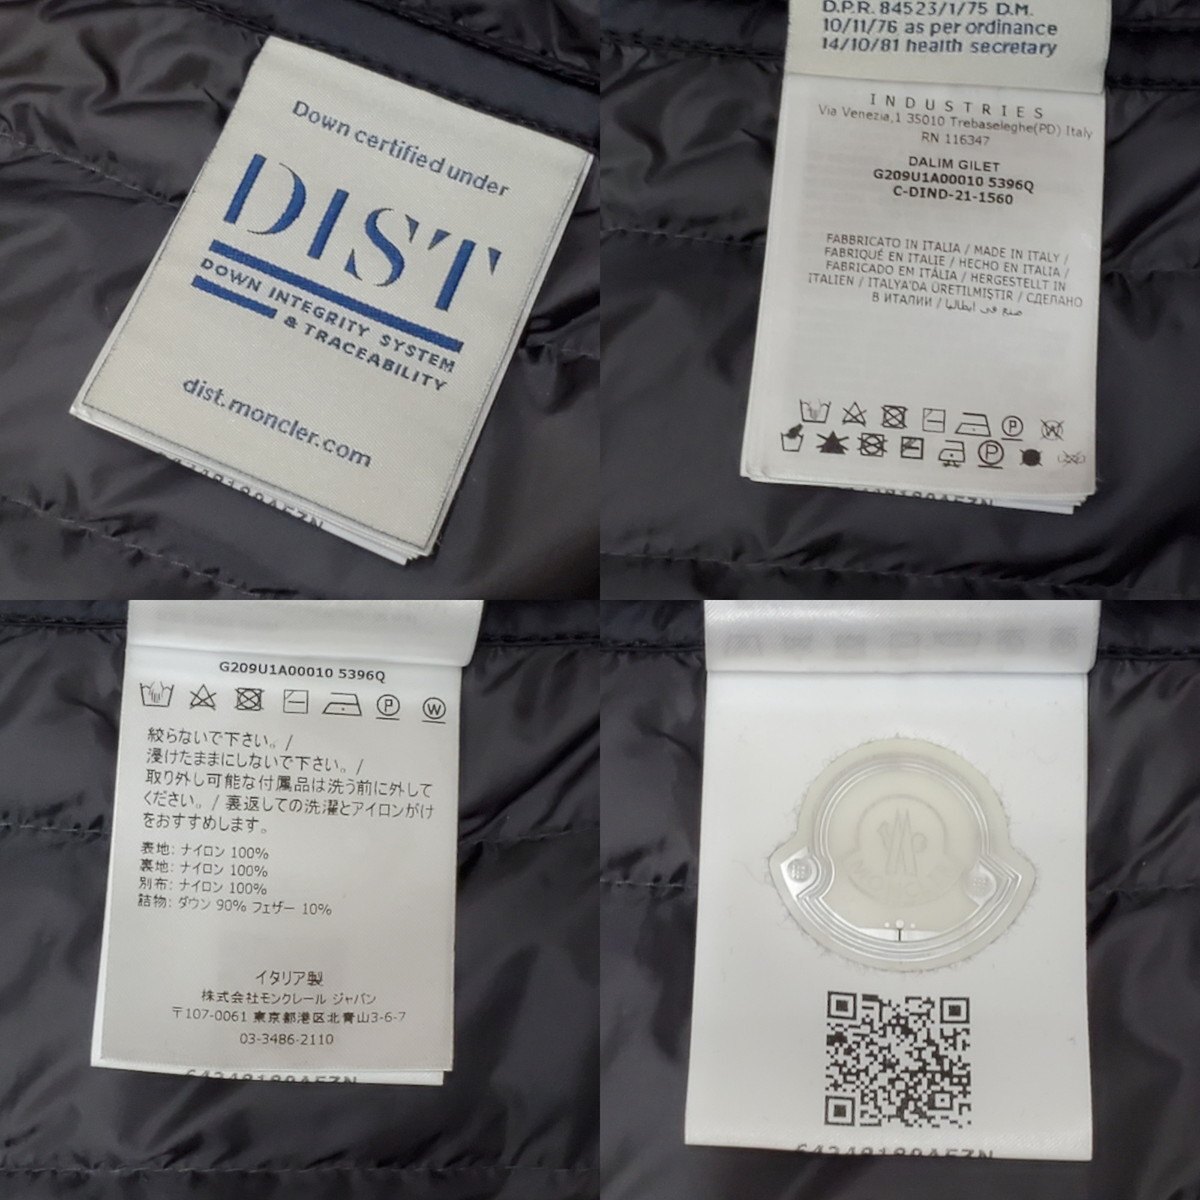 Down certified under
DIST
DOWN INTEGRITY SYSTEM
& TRACEABILITY
dist.moncler.com
D.P.R. 84523/1/75 D.M.
10/11/76 as per ordinance
14/10/81 health secretary
INDUSTRIES
Via Venezia,1 35010 Trebaseleghe(PD) Italy
RN 116347
DALIM GILET
G209U1A00010 5396Q
C-DIND-21-1560
FABBRICATO IN ITALIA / MADE IN ITALY /
FABRIQUÉ EN ITALIE / HECHO EN ITALIA /
FABRICADO EM ITÁLIA / HERGESTELLT IN
ITALIEN / ITALYA'DA ÜRETILMIŞTIR / СДЕЛАНО
В ИТАЛИИ / صنع في ايطاليا
P
W
P
G209U1A00010 5396Q
P
W
絞らないで下さい。/
浸けたままにしないで下さい。/
取り外し可能な付属品は洗う前に外して
ください。/ 裏返しての洗濯とアイロンがけ
をおすすめします。
表地: ナイロン 100%
裏地: ナイロン 100%
別布: ナイロン 100%
詰物: ダウン 90% フェザー 10%
イタリア製
株式会社モンクレール ジャパン
〒107-0061 東京都港区北青山3-6-7
03-3486-2110
M